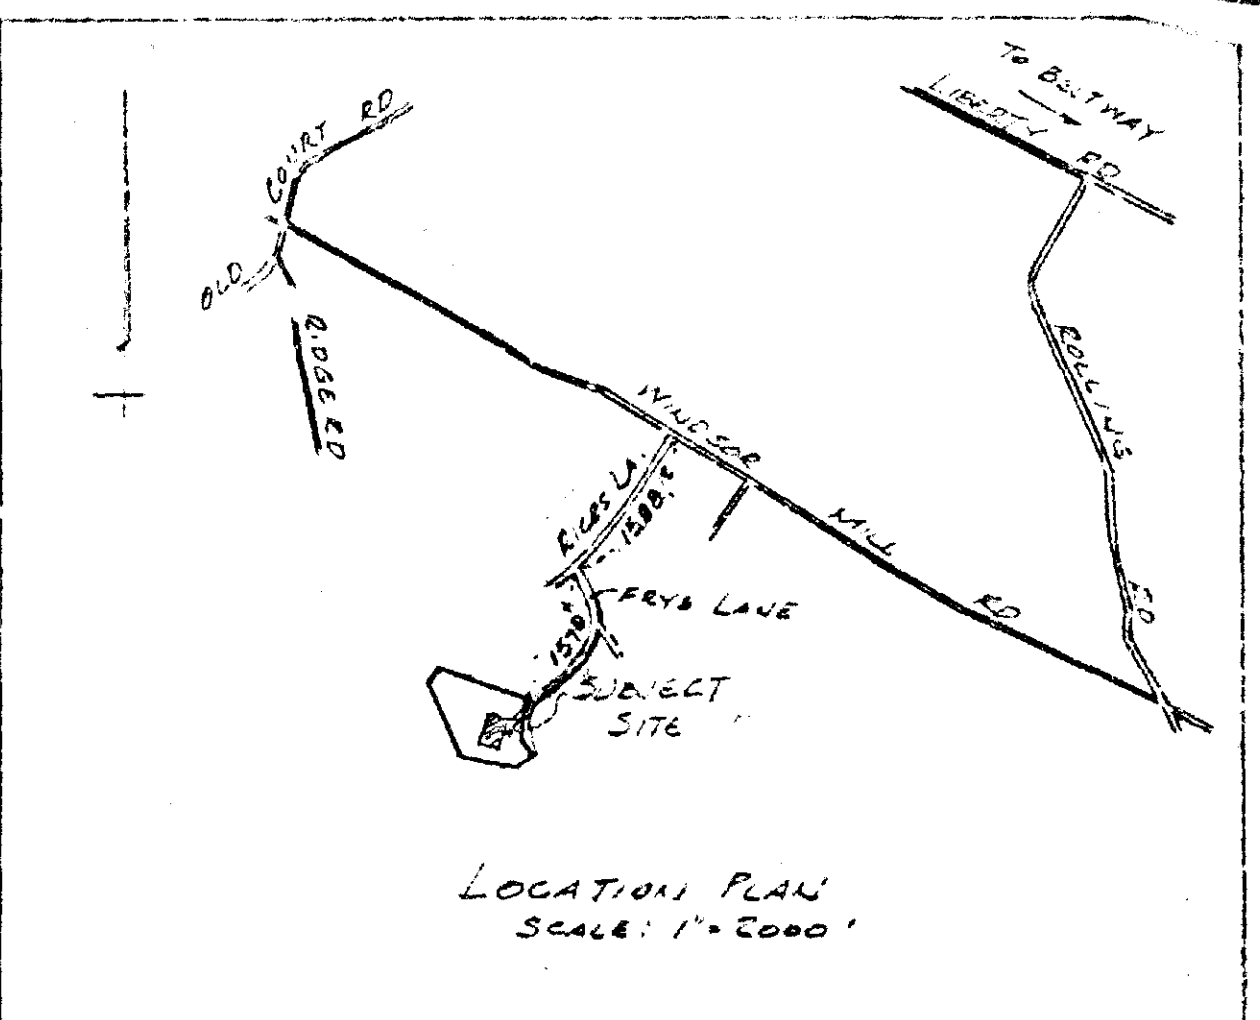 To BELTWAY
LIBERTY RD
COURT RD
OLD
RIDGE RD
ROLLING RD
WINDSOR MILL RD
RICES LA.
1588.±
FRYS LANE
1570±
SUBJECT
SITE
LOCATION PLAN
SCALE: 1"=2000'